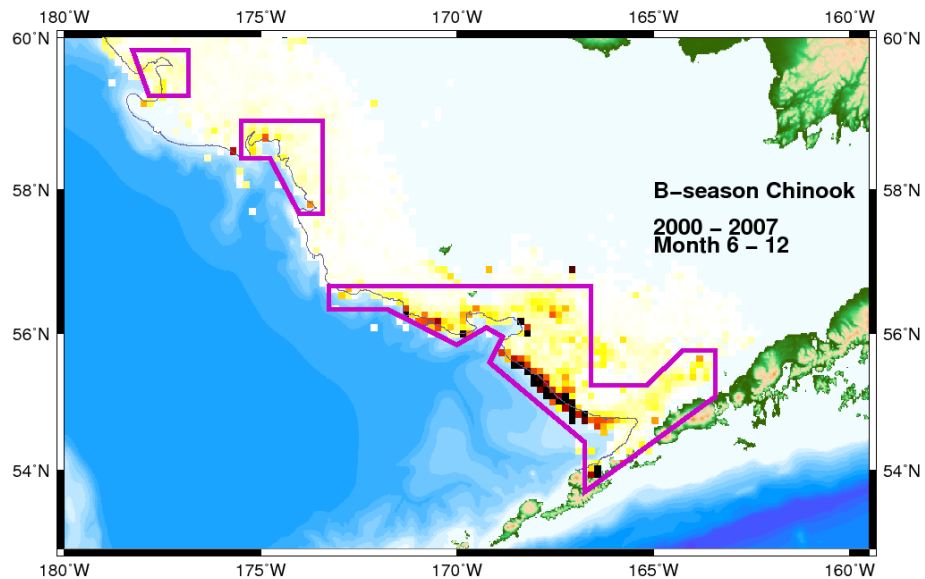 180˚W 175˚W 170˚W 165˚W 160˚W
60˚N 60˚N
58˚N 58˚N
B−season Chinook
2000 − 2007
Month 6 − 12
56˚N 56˚N
54˚N 54˚N
180˚W 175˚W 170˚W 165˚W 160˚W